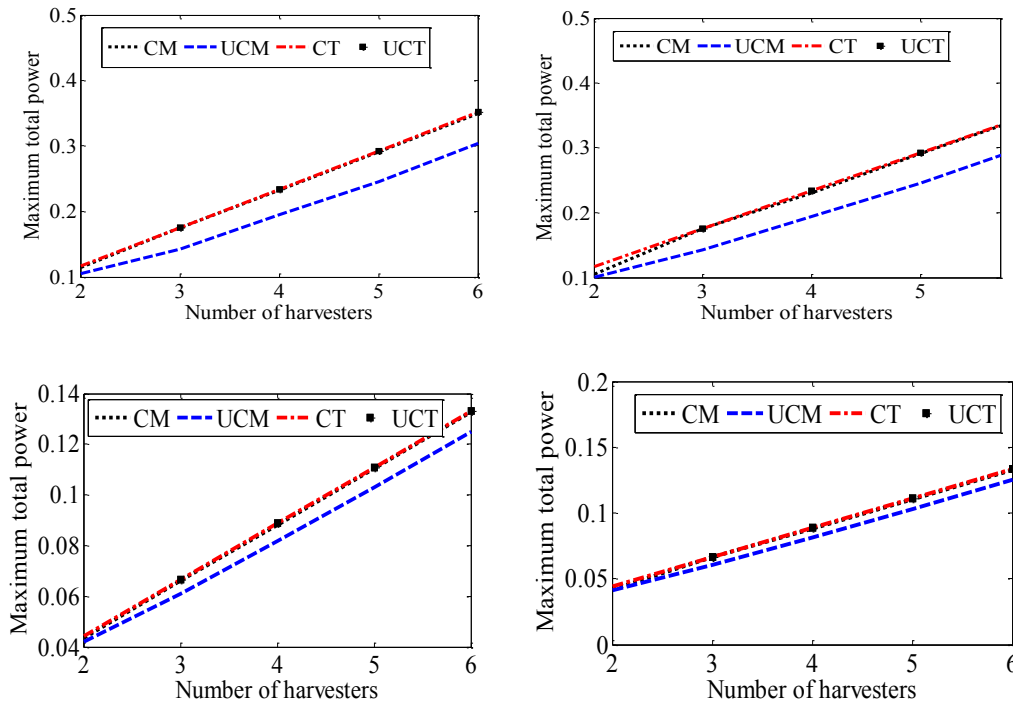 0.5
CM UCM CT UCT
0.4
0.3
0.2
0.1
Maximum total power
2 3 4 5 6
Number of harvesters
0.5
CM UCM CT UCT
0.4
0.3
0.2
0.1
Maximum total power
2 3 4 5
Number of harvesters
0.14
CM UCM CT UCT
0.12
0.1
0.08
0.06
0.04
Maximum total power
2 3 4 5 6
Number of harvesters
0.2
CM UCM CT UCT
0.15
0.1
0.05
0
Maximum total power
2 3 4 5 6
Number of harvesters